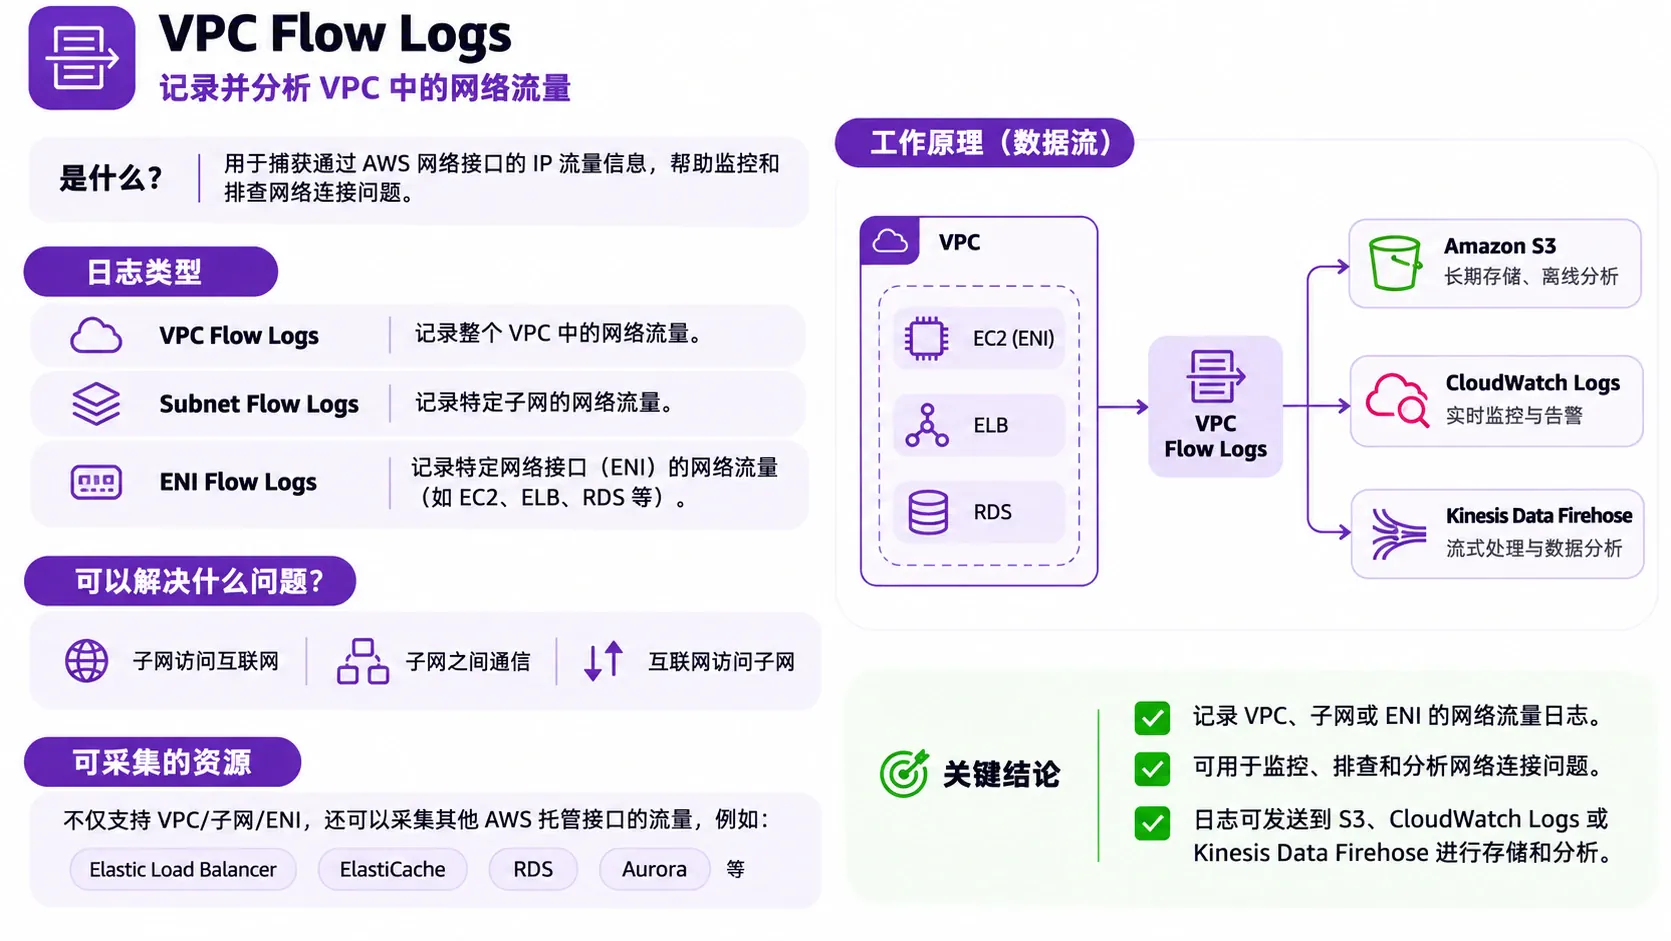 VPC Flow Logs
记录并分析 VPC 中的网络流量
是什么?
用于捕获通过 AWS 网络接口的 IP 流量信息，帮助监控和
排查网络连接问题。
日志类型
VPC Flow Logs
记录整个 VPC 中的网络流量。
Subnet Flow Logs
记录特定子网的网络流量。
ENI Flow Logs
记录特定网络接口（ENI）的网络流量
（如 EC2、ELB、RDS 等）。
可以解决什么问题?
子网访问互联网
子网之间通信
互联网访问子网
可采集的资源
不仅支持 VPC/子网/ENI，还可以采集其他 AWS 托管接口的流量，例如：
Elastic Load Balancer
ElastiCache
RDS
Aurora
等
工作原理（数据流）
VPC
EC2 (ENI)
ELB
RDS
VPC
Flow Logs
Amazon S3
长期存储、离线分析
CloudWatch Logs
实时监控与告警
Kinesis Data Firehose
流式处理与数据分析
关键结论
记录 VPC、子网或 ENI 的网络流量日志。
可用于监控、排查和分析网络连接问题。
日志可发送到 S3、CloudWatch Logs 或
Kinesis Data Firehose 进行存储和分析。